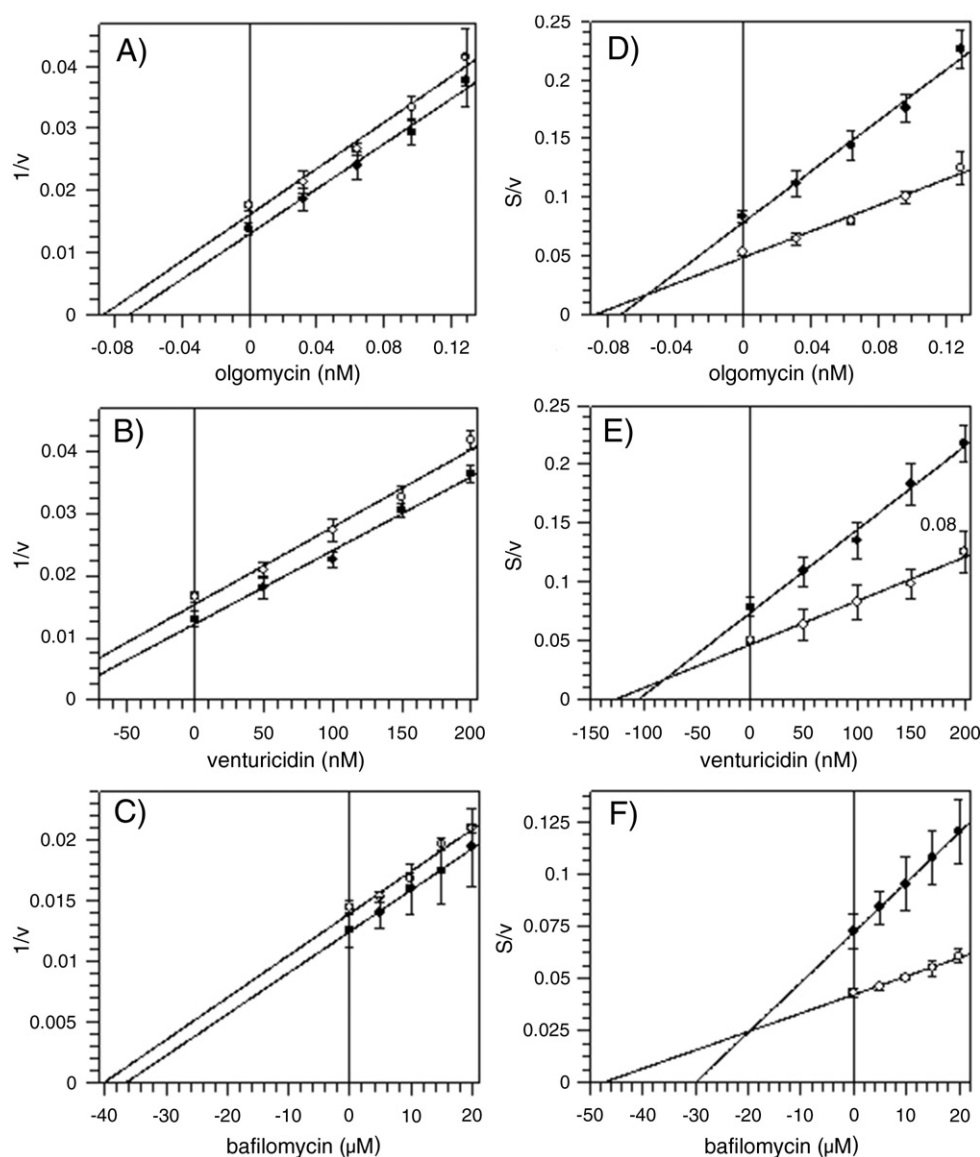 A)
1/v
0.04
0.03
0.02
0.01
0
-0.08 -0.04 0 0.04 0.08 0.12
olgomycin (nM)
D)
S/v
0.25
0.2
0.15
0.1
0.05
0
-0.08 -0.04 0 0.04 0.08 0.12
olgomycin (nM)
B)
1/v
0.04
0.03
0.02
0.01
0
-50 0 50 100 150 200
venturicidin (nM)
E)
S/v
0.25
0.2
0.15
0.1
0.05
0
0.08
-150 -100 -50 0 50 100 150 200
venturicidin (nM)
C)
1/v
0.02
0.015
0.01
0.005
0
-40 -30 -20 -10 0 10 20
bafilomycin (µM)
F)
S/v
0.125
0.1
0.075
0.05
0.025
0
-50 -40 -30 -20 -10 0 10 20
bafilomycin (µM)